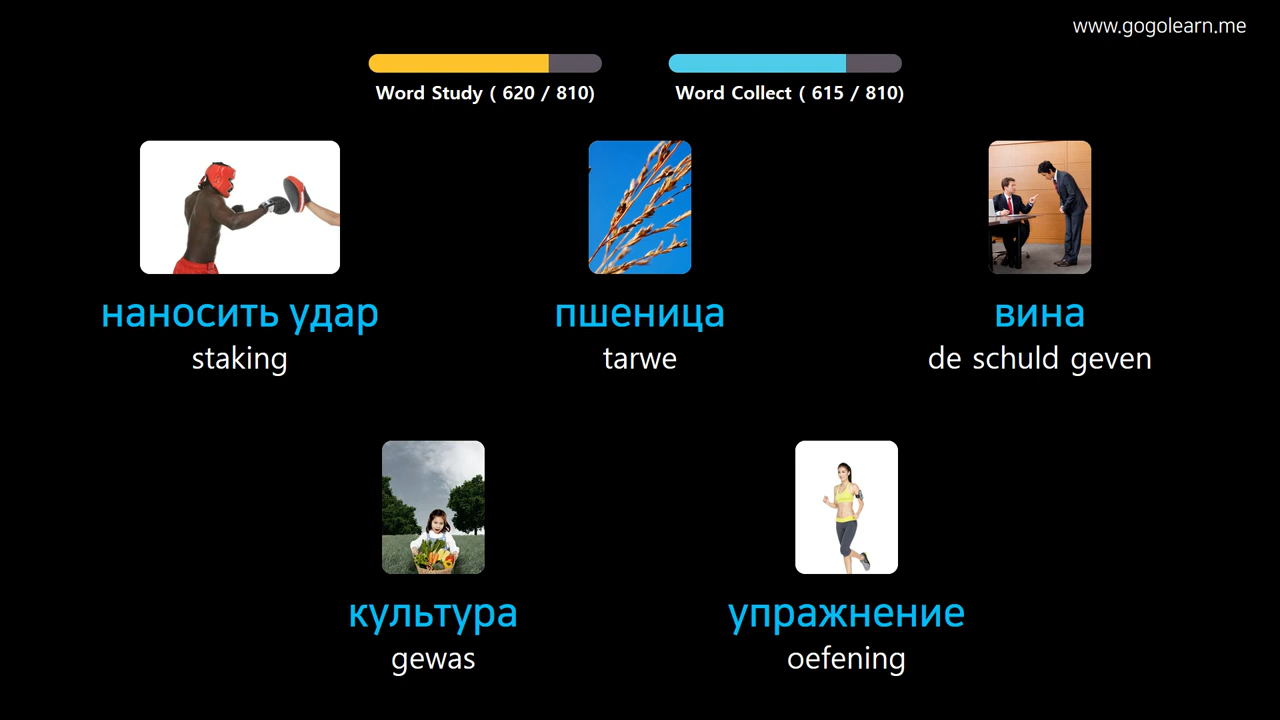 www.gogolearn.me
Word Study ( 620 / 810)
Word Collect ( 615 / 810)
наносить удар
staking
пшеница
tarwe
вина
de schuld geven
культура
gewas
упражнение
oefening